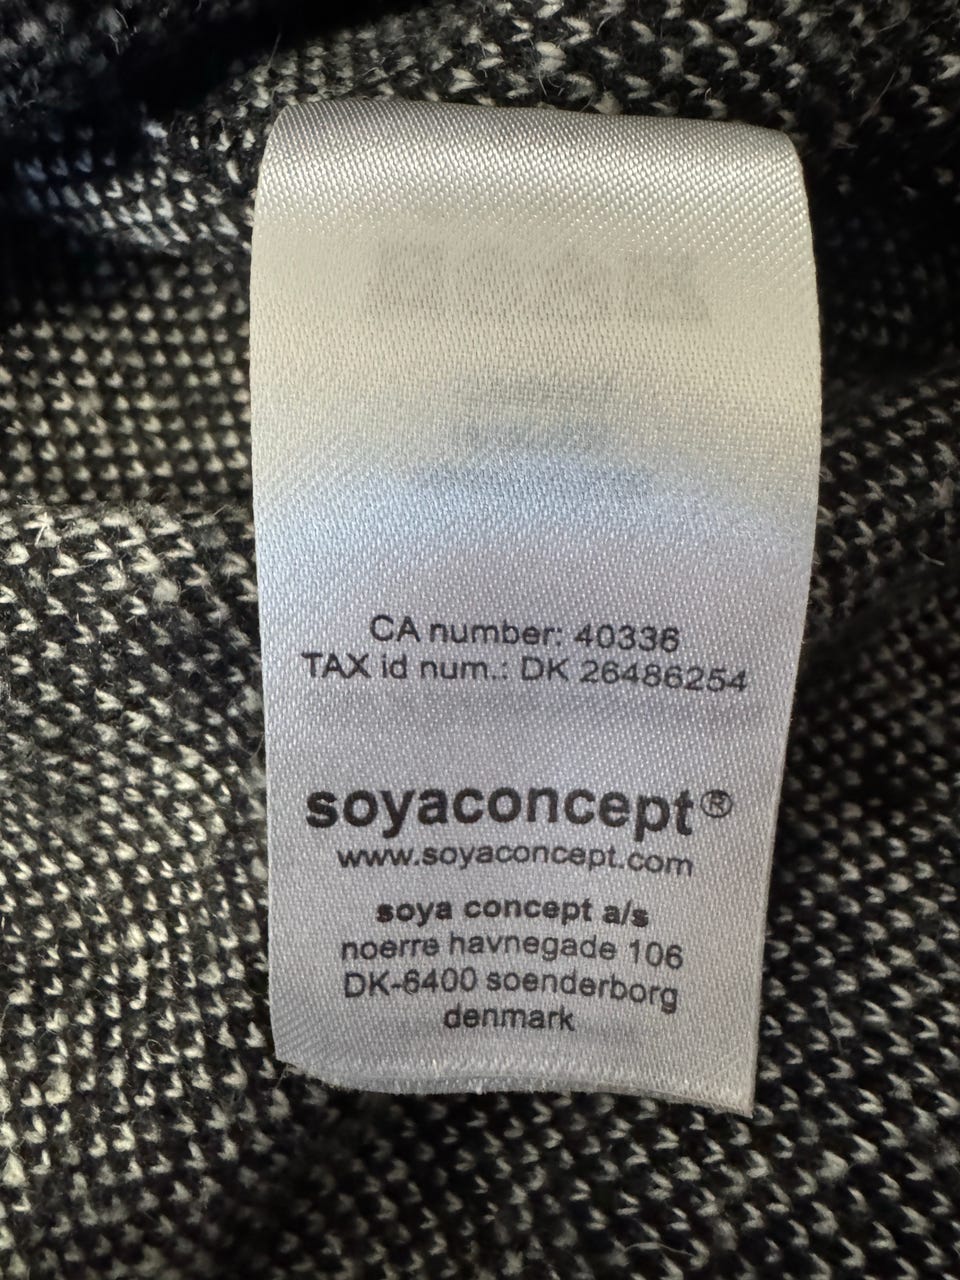 CA number: 40336
TAX id num.: DK 26486254
soyaconcept®
www.soyaconcept.com
soya concept a/s
noerre havnegade 106
DK-6400 soenderborg
denmark